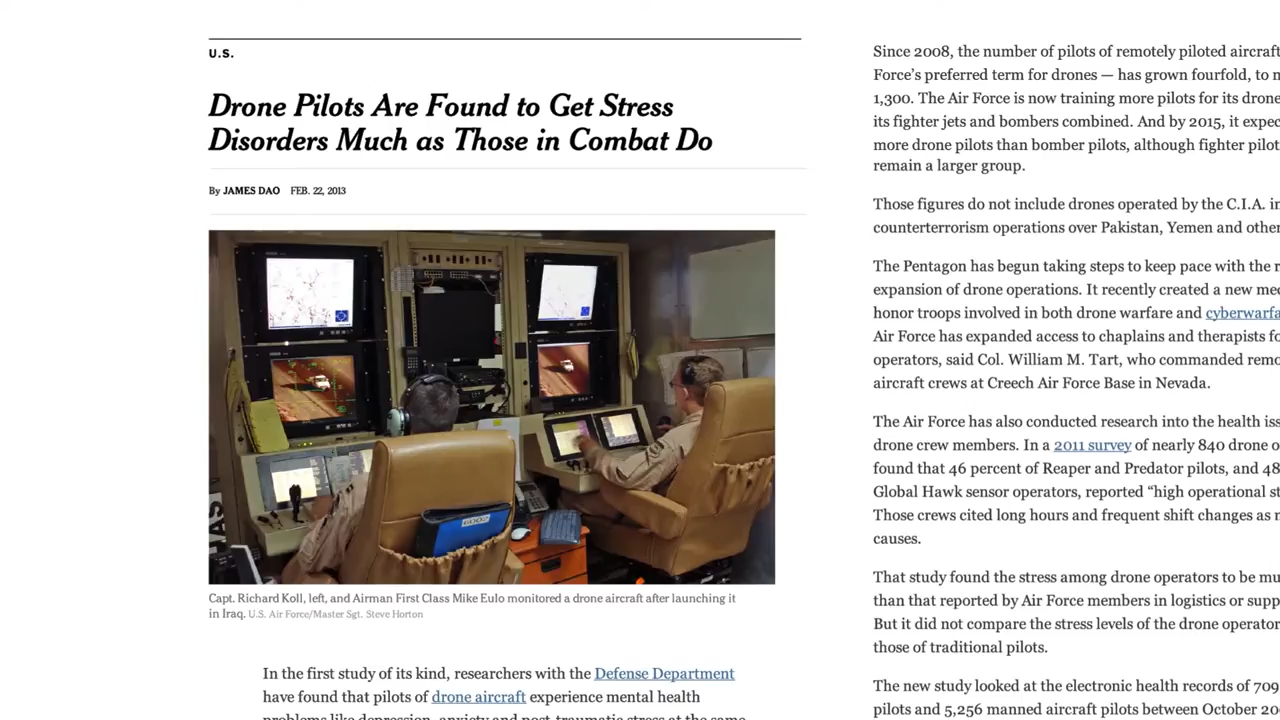 U.S.
Drone Pilots Are Found to Get Stress
Disorders Much as Those in Combat Do
By JAMES DAO FEB. 22, 2013
Capt. Richard Koll, left, and Airman First Class Mike Eulo monitored a drone aircraft after launching it
in Iraq. U.S. Air Force/Master Sgt. Steve Horton
In the first study of its kind, researchers with the Defense Department
have found that pilots of drone aircraft experience mental health
problems like depression, anxiety and post-traumatic stress at the same
Since 2008, the number of pilots of remotely piloted aircraft
Force's preferred term for drones — has grown fourfold, to
1,300. The Air Force is now training more pilots for its drone
its fighter jets and bombers combined. And by 2015, it
more drone pilots than bomber pilots, although fighter
remain a larger group.
Those figures do not include drones operated by the C.I.A. in
counterterrorism operations over Pakistan, Yemen and
The Pentagon has begun taking steps to keep pace with the
expansion of drone operations. It recently created a new
honor troops involved in both drone warfare and
Air Force has expanded access to chaplains and therapists
operators, said Col. William M. Tart, who commanded
aircraft crews at Creech Air Force Base in Nevada.
The Air Force has also conducted research into the health
drone crew members. In a 2011 survey of nearly 840 drone
found that 46 percent of Reaper and Predator pilots, and 48
Global Hawk sensor operators, reported "high operational
Those crews cited long hours and frequent shift changes as
causes.
That study found the stress among drone operators to be
than that reported by Air Force members in logistics or
But it did not compare the stress levels of the drone
those of traditional pilots.
The new study looked at the electronic health records of 709
pilots and 5,256 manned aircraft pilots between October